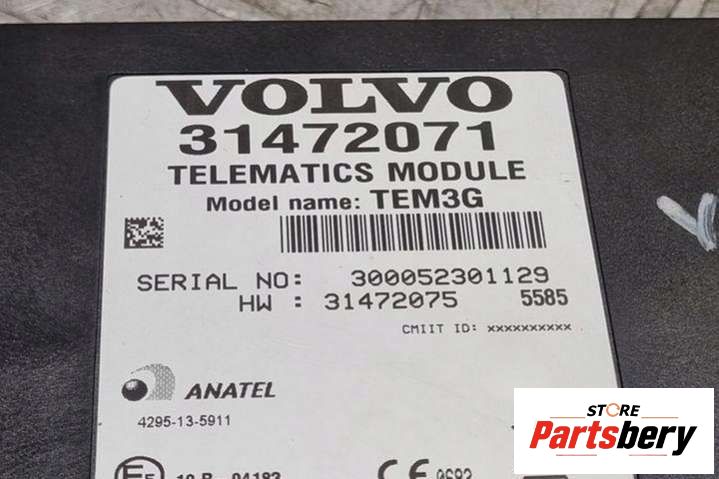 VOLVO
31472071
TELEMATICS MODULE
Model name: TEM3G
SERIAL NO: 300052301129
HW : 31472075 5585
CMIIT ID: xxxxxxxxxx
ANATEL
4295-13-5911
CE
STORE
Partsbery